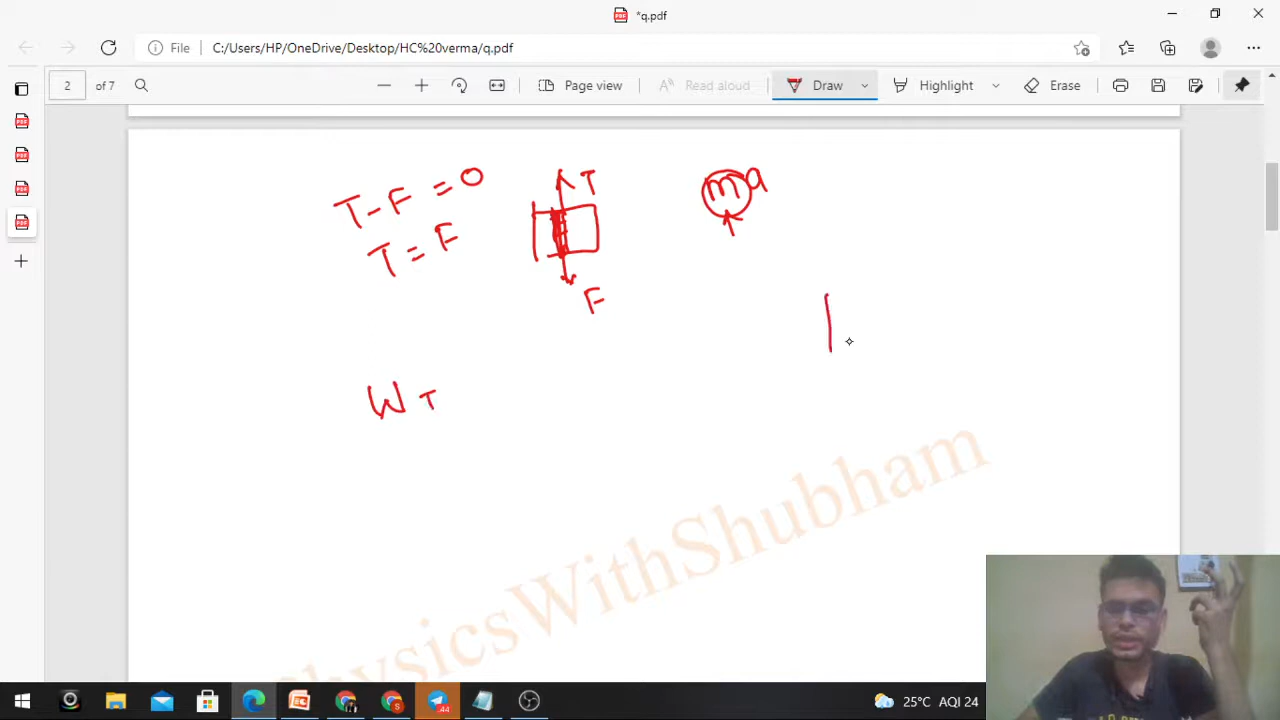 *q.pdf
File C:/Users/HP/OneDrive/Desktop/HC%20verma/q.pdf
2 of 7 Page view Read aloud Draw Highlight Erase
T - F = 0
T = F
T
F
ma
W T
PhysicsWithShubham
44
25°C AQI 24